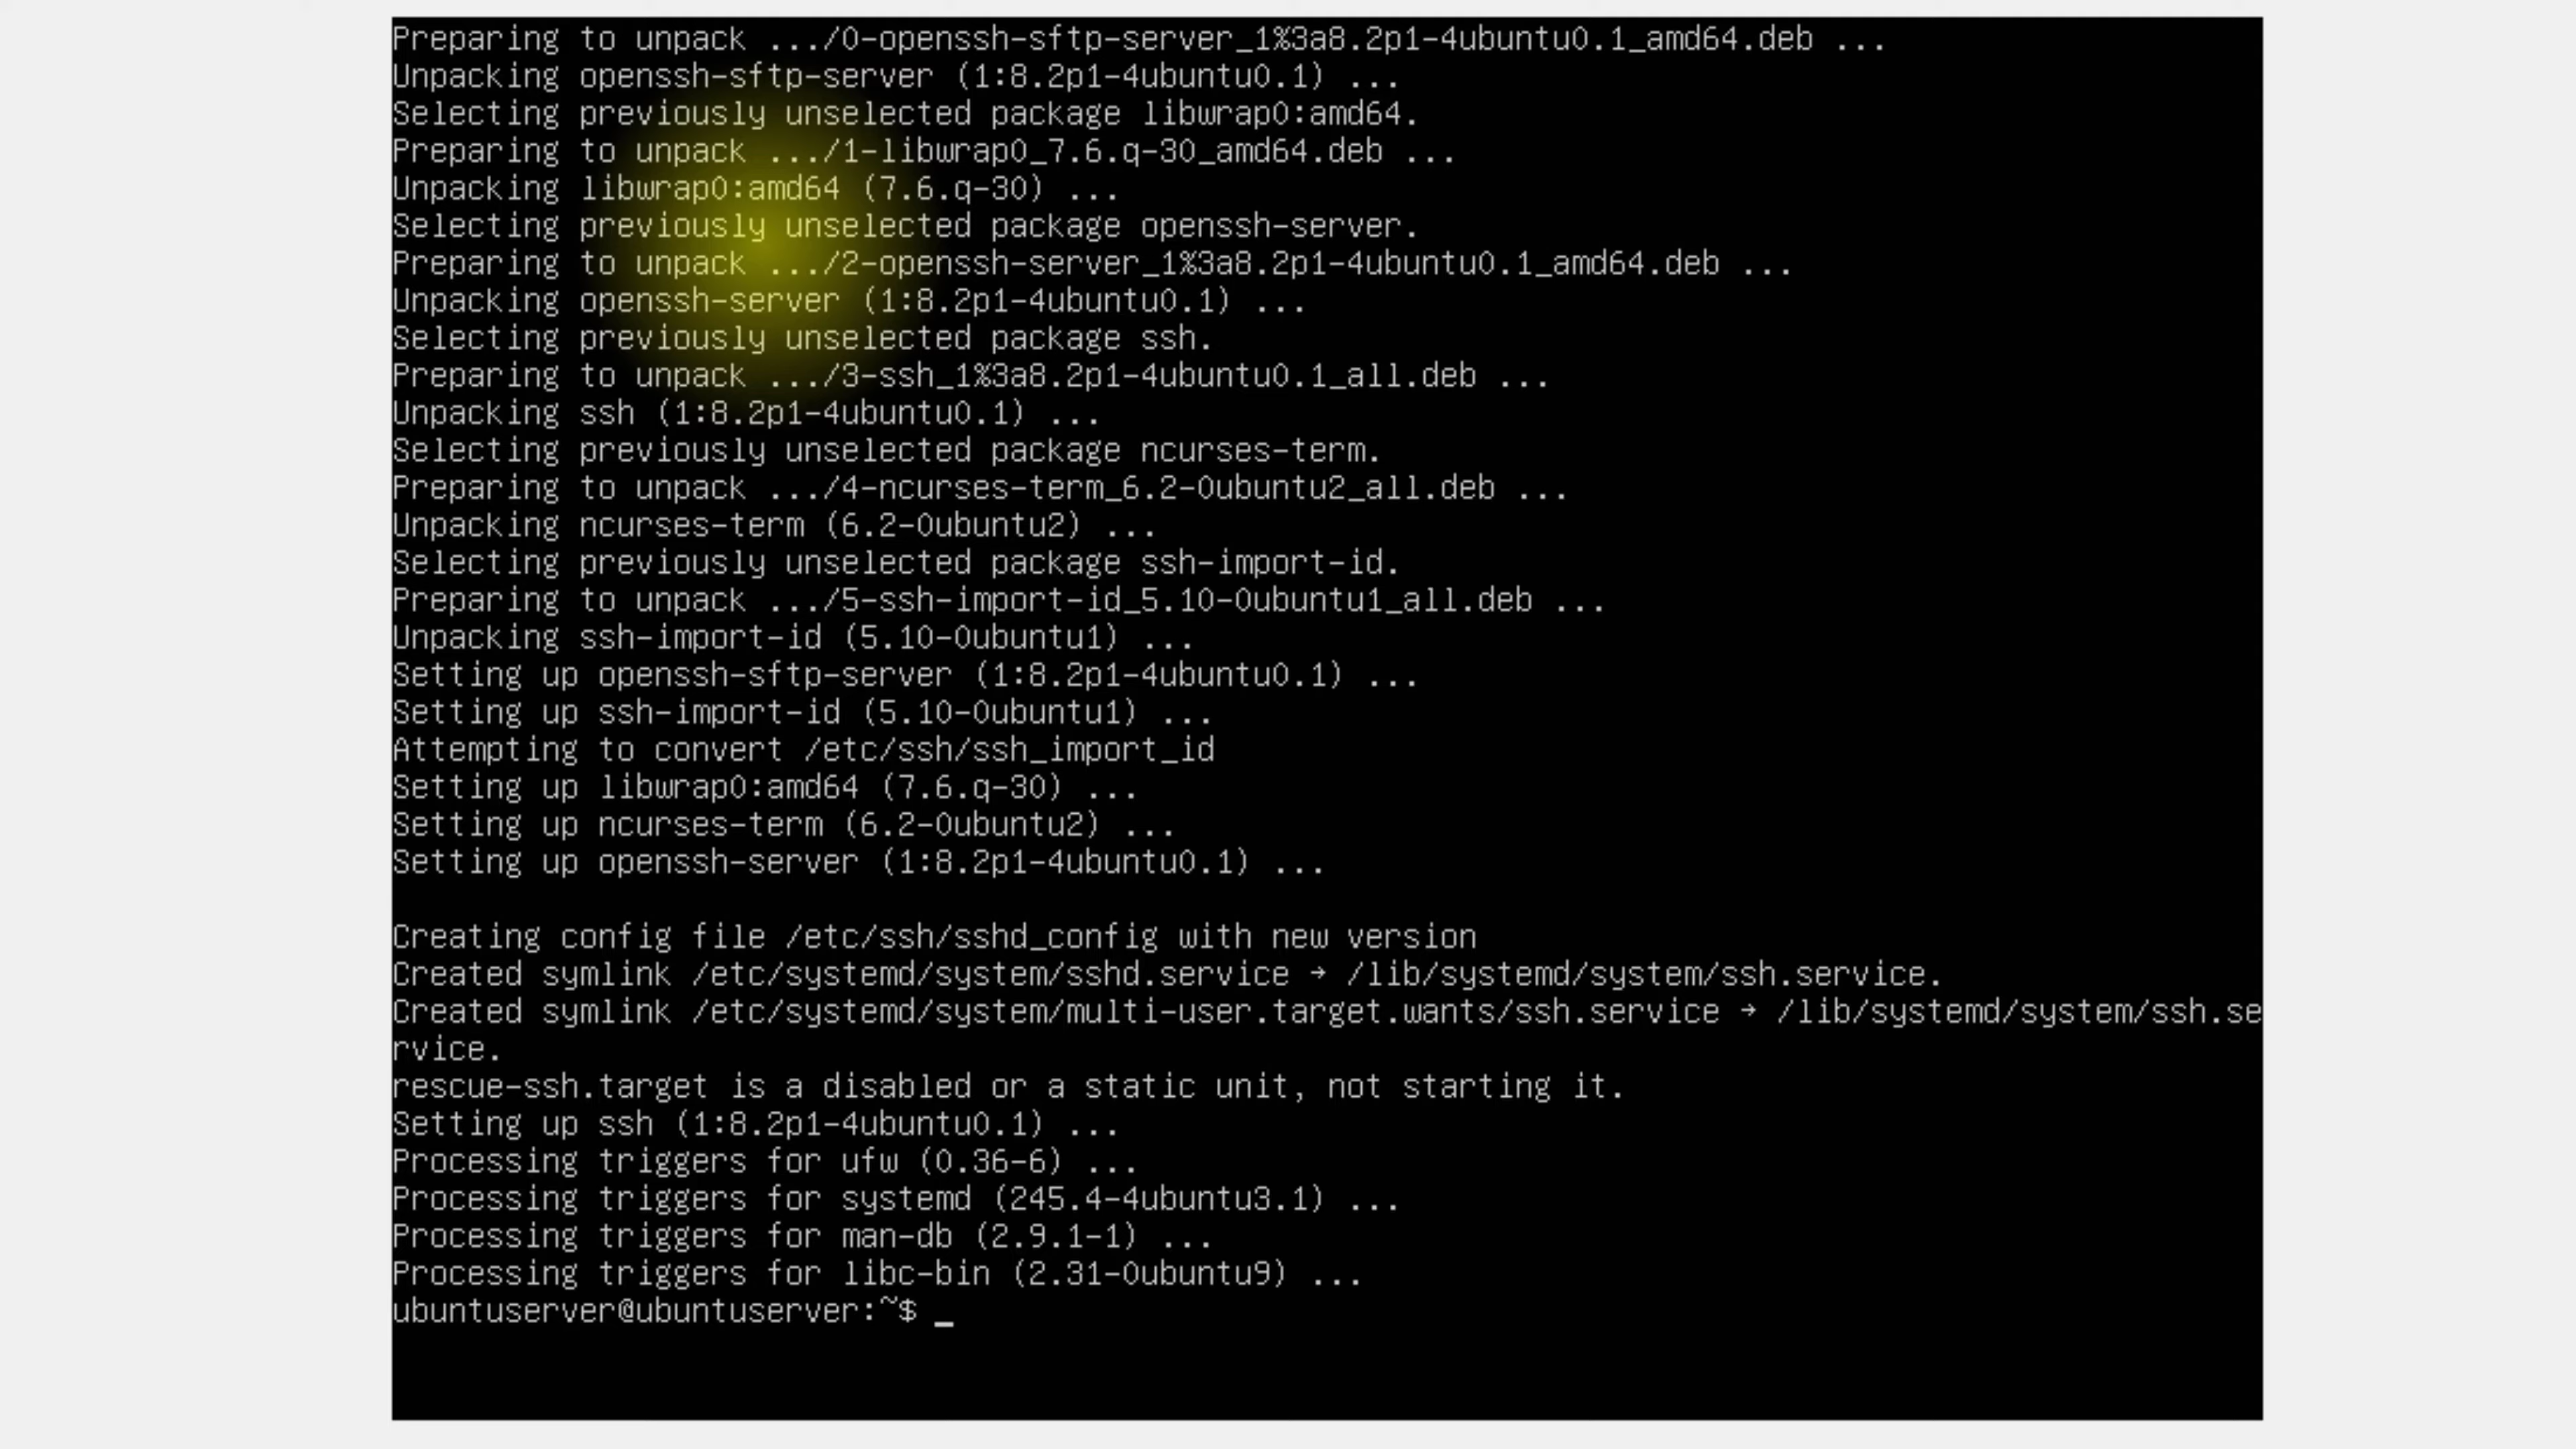 Preparing to unpack .../0-openssh-sftp-server_1%3a8.2p1-4ubuntu0.1_amd64.deb ...
Unpacking openssh-sftp-server (1:8.2p1-4ubuntu0.1) ...
Selecting previously unselected package libwrap0:amd64.
Preparing to unpack .../1-libwrap0_7.6.q-30_amd64.deb ...
Unpacking libwrap0:amd64 (7.6.q-30) ...
Selecting previously unselected package openssh-server.
Preparing to unpack .../2-openssh-server_1%3a8.2p1-4ubuntu0.1_amd64.deb ...
Unpacking openssh-server (1:8.2p1-4ubuntu0.1) ...
Selecting previously unselected package ssh.
Preparing to unpack .../3-ssh_1%3a8.2p1-4ubuntu0.1_all.deb ...
Unpacking ssh (1:8.2p1-4ubuntu0.1) ...
Selecting previously unselected package ncurses-term.
Preparing to unpack .../4-ncurses-term_6.2-0ubuntu2_all.deb ...
Unpacking ncurses-term (6.2-0ubuntu2) ...
Selecting previously unselected package ssh-import-id.
Preparing to unpack .../5-ssh-import-id_5.10-0ubuntu1_all.deb ...
Unpacking ssh-import-id (5.10-0ubuntu1) ...
Setting up openssh-sftp-server (1:8.2p1-4ubuntu0.1) ...
Setting up ssh-import-id (5.10-0ubuntu1) ...
Attempting to convert /etc/ssh/ssh_import_id
Setting up libwrap0:amd64 (7.6.q-30) ...
Setting up ncurses-term (6.2-0ubuntu2) ...
Setting up openssh-server (1:8.2p1-4ubuntu0.1) ...
Creating config file /etc/ssh/sshd_config with new version
Created symlink /etc/systemd/system/sshd.service → /lib/systemd/system/ssh.service.
Created symlink /etc/systemd/system/multi-user.target.wants/ssh.service → /lib/systemd/system/ssh.se
rvice.
rescue-ssh.target is a disabled or a static unit, not starting it.
Setting up ssh (1:8.2p1-4ubuntu0.1) ...
Processing triggers for ufw (0.36-6) ...
Processing triggers for systemd (245.4-4ubuntu3.1) ...
Processing triggers for man-db (2.9.1-1) ...
Processing triggers for libc-bin (2.31-0ubuntu9) ...
ubuntuserver@ubuntuserver:~$ _